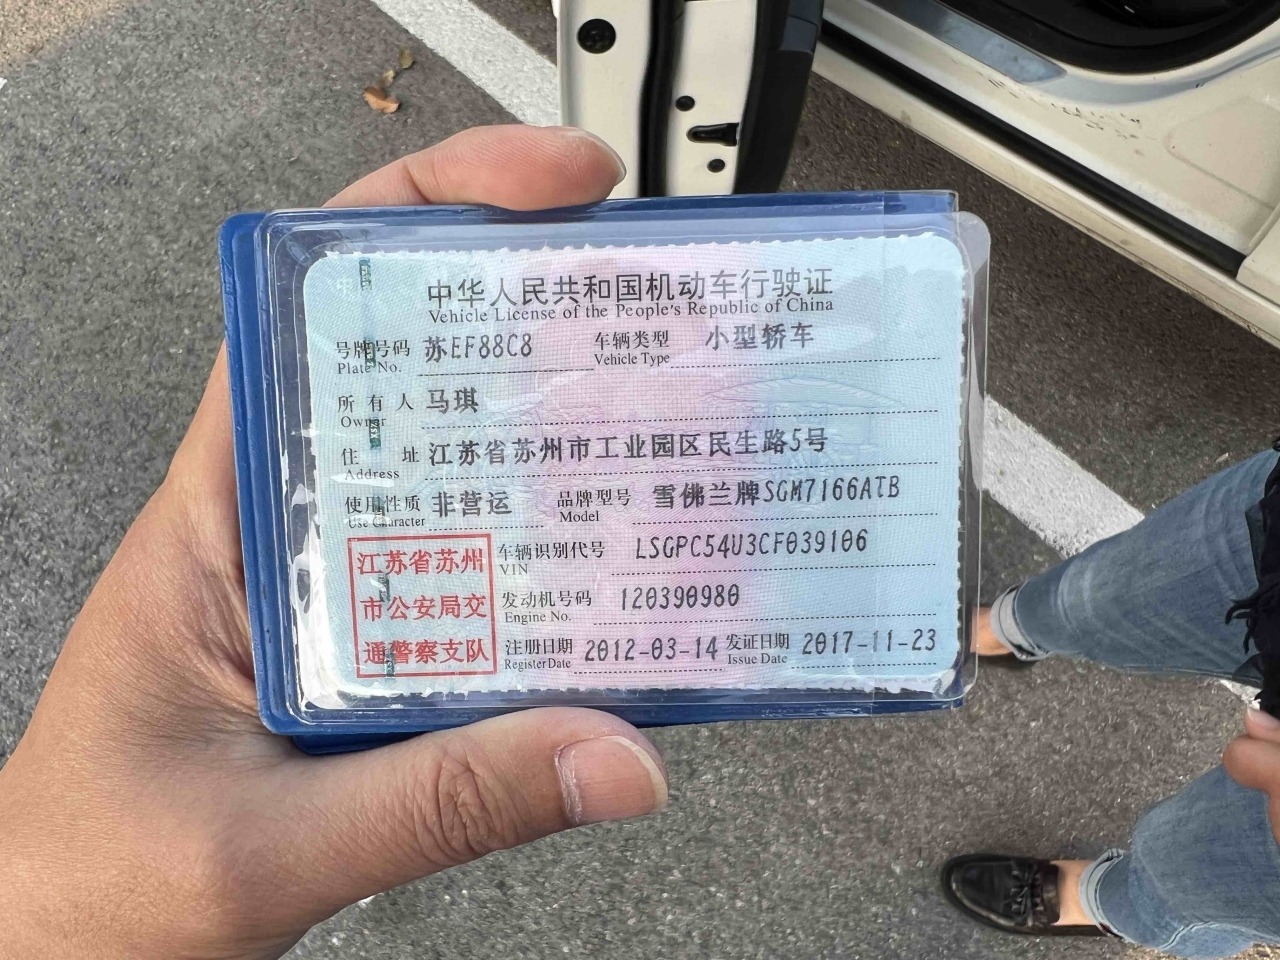 中华人民共和国机动车行驶证
Vehicle License of the People's Republic of China
号牌号码 苏EF88C8 车辆类型 小型轿车
Plate No. Vehicle Type
所有人 马琪
Owner
住址 江苏省苏州市工业园区民生路5号
Address
使用性质 非营运 品牌型号 雪佛兰牌SGM7166ATB
Use Character Model
江苏省苏州
市公安局交
通警察支队
车辆识别代号 LSGPC54U3CF039106
VIN
发动机号码 120390980
Engine No.
注册日期 2012-03-14 发证日期 2017-11-23
Register Date Issue Date